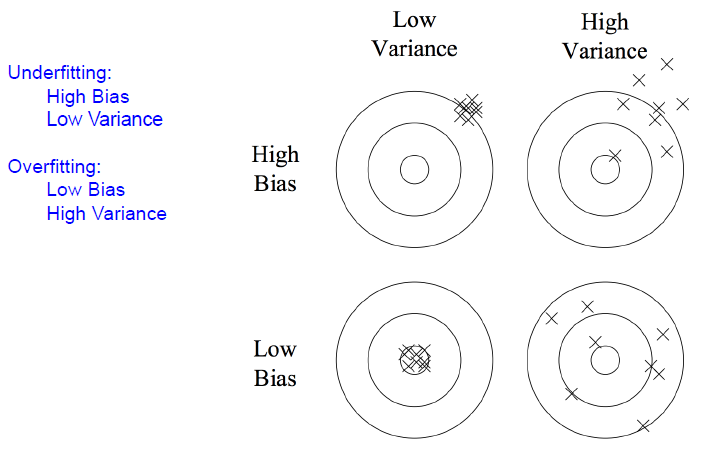 Underfitting:
High Bias
Low Variance
Overfitting:
Low Bias
High Variance
Low
Variance
High
Variance
High
Bias
Low
Bias